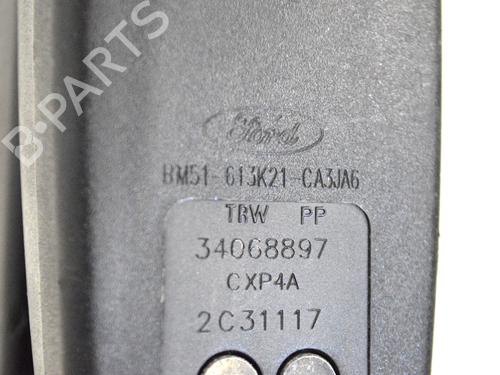 B-PARTS
Ford
BM51-613K21-CA3JA6
TRW PP
34068897
CXP4A
2C31117